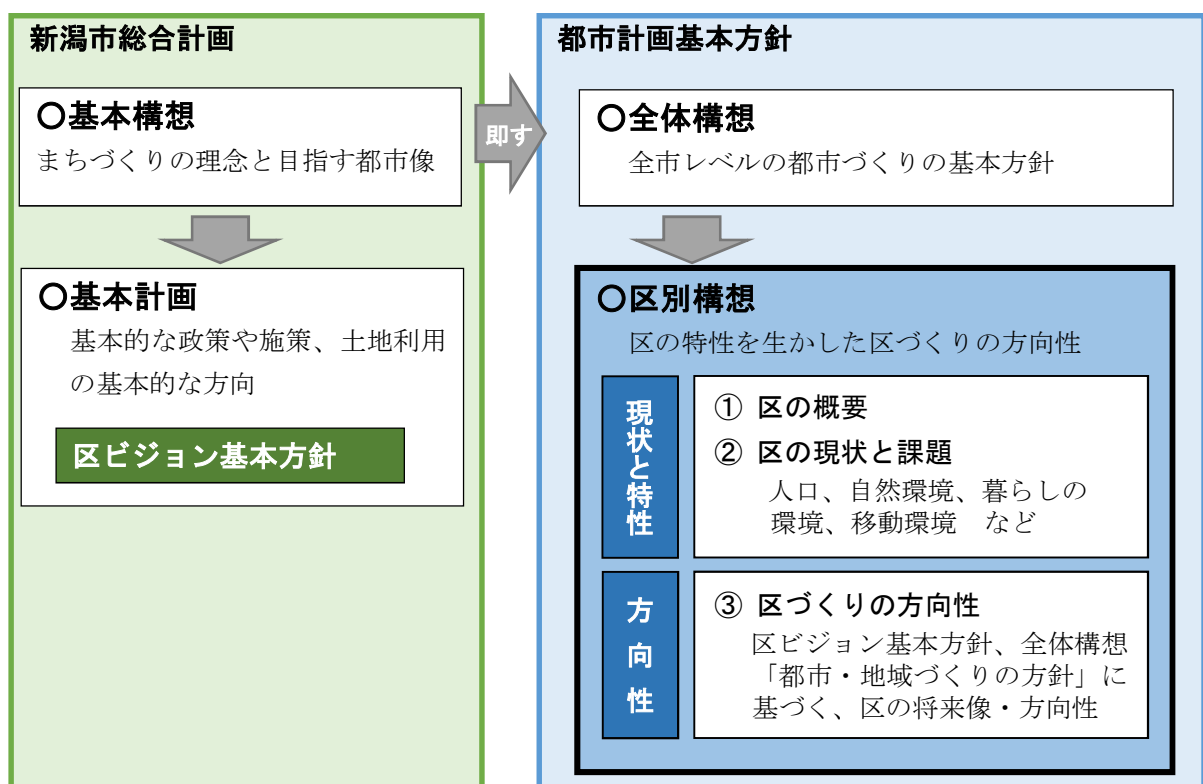 新潟市総合計画
〇基本構想
まちづくりの理念と目指す都市像
〇基本計画
基本的な政策や施策、土地利用
の基本的な方向
区ビジョン基本方針
即す
都市計画基本方針
〇全体構想
全市レベルの都市づくりの基本方針
〇区別構想
区の特性を生かした区づくりの方向性
現状と特性
① 区の概要
② 区の現状と課題
人口、自然環境、暮らしの
環境、移動環境　など
方向性
③ 区づくりの方向性
区ビジョン基本方針、全体構想
「都市・地域づくりの方針」に
基づく、区の将来像・方向性